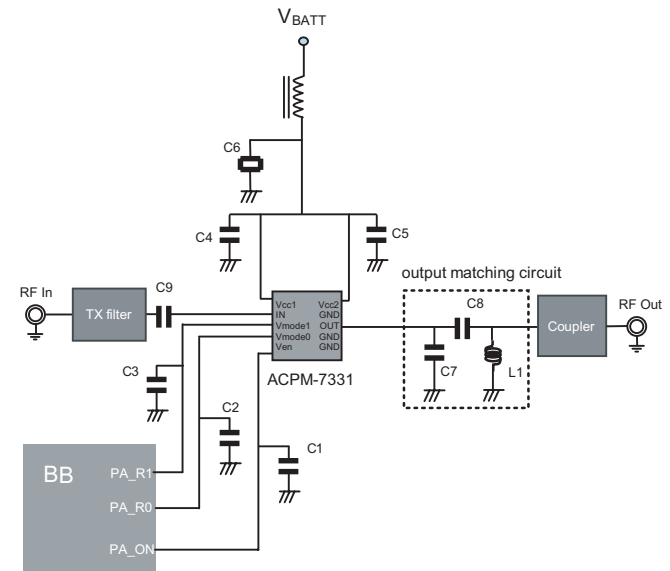 VBATT
C6
C4
C5
output matching circuit
RF In
C9
C8
RF Out
TX filter
Vcc1
Vcc2
IN
GND
Vmode1
OUT
Vmode0
GND
Ven
GND
Coupler
C7
L1
C3
ACPM-7331
C2
C1
BB
PA_R1
PA_R0
PA_ON